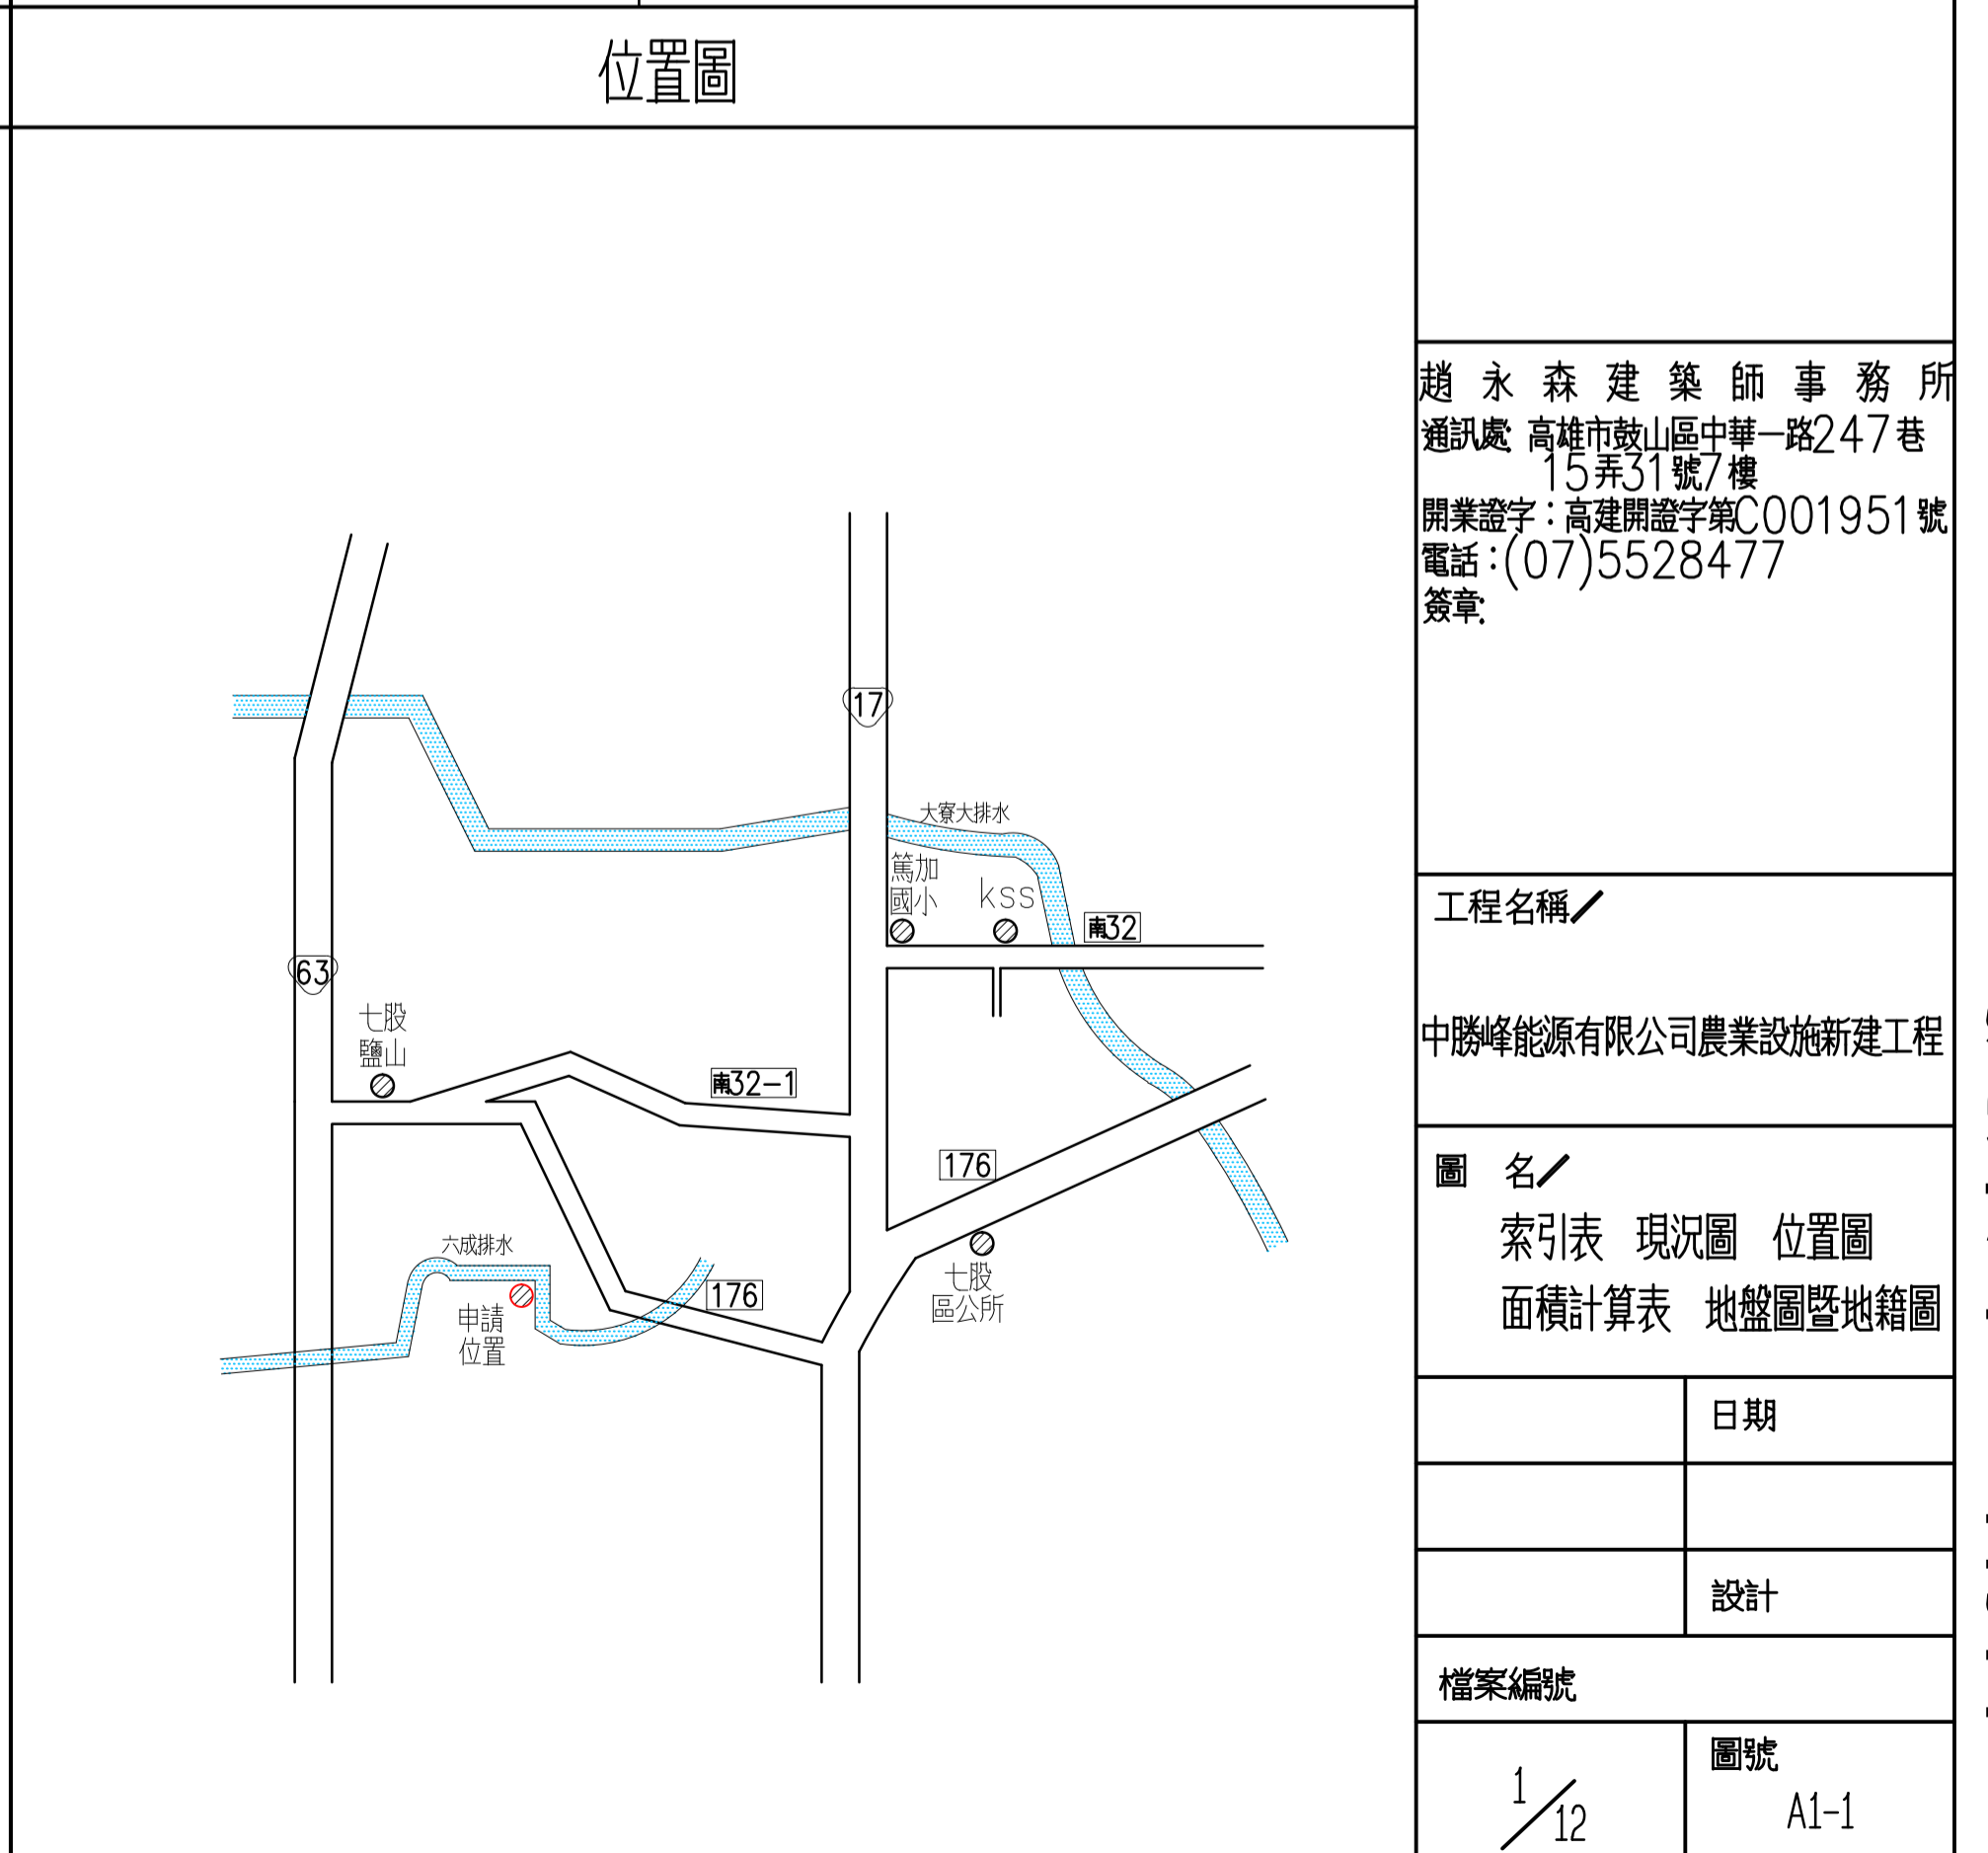 位置圖
17
大寮大排水
篤加
國小
kss
南32
63
七股
鹽山
南32-1
176
六成排水
申請
位置
176
七股
區公所
趙永森建築師事務所
通訊處: 高雄市鼓山區中華一路247巷
15弄31號7樓
開業證字:高建開證字第C001951號
電話:(07)5528477
簽章:
工程名稱/
中勝峰能源有限公司農業設施新建工程
圖 名/
索引表 現況圖 位置圖
面積計算表 地盤圖暨地籍圖
日期
設計
檔案編號
1/12
圖號
A1-1